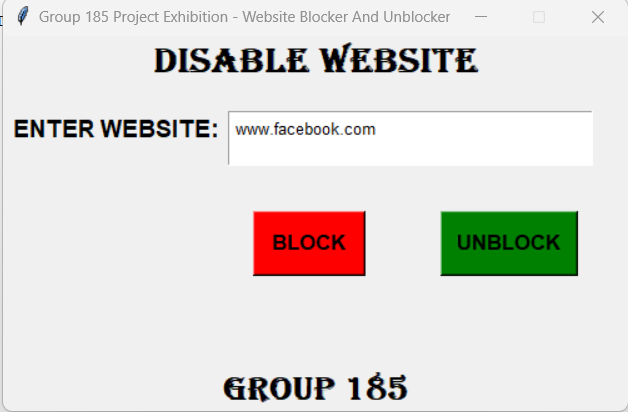 Group 185 Project Exhibition - Website Blocker And Unblocker
DISABLE WEBSITE
ENTER WEBSITE: www.facebook.com
BLOCK UNBLOCK
GROUP 185